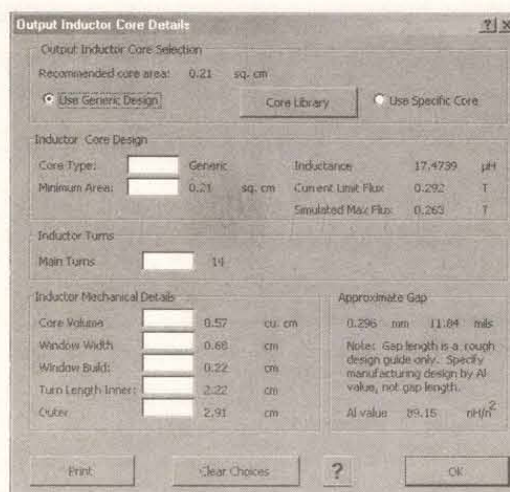 Output Inductor Core Details
Output Inductor Core Selection
Recommended core area: 0.21 sq. cm
Use Generic Design Core Library Use Specific Core
Inductor Core Design
Core Type: Generic Inductance 17.4739 μH
Minimum Area: 0.21 sq. cm Current Limit Flux 0.292 T
Simulated Max Flux 0.263 T
Inductor Turns
Main Turns 14
Inductor Mechanical Details
Core Volume 0.57 cu. cm
Window Width 0.68 cm
Window Build: 0.22 cm
Turn Length Inner: 2.22 cm
Outer 2.91 cm
Approximate Gap
0.296 mm 11.84 mils
Note: Gap length is a rough
design guide only. Specify
manufacturing design by Al
value, not gap length.
Al value 89.15 nH/n²
Print Clear Choices ? OK